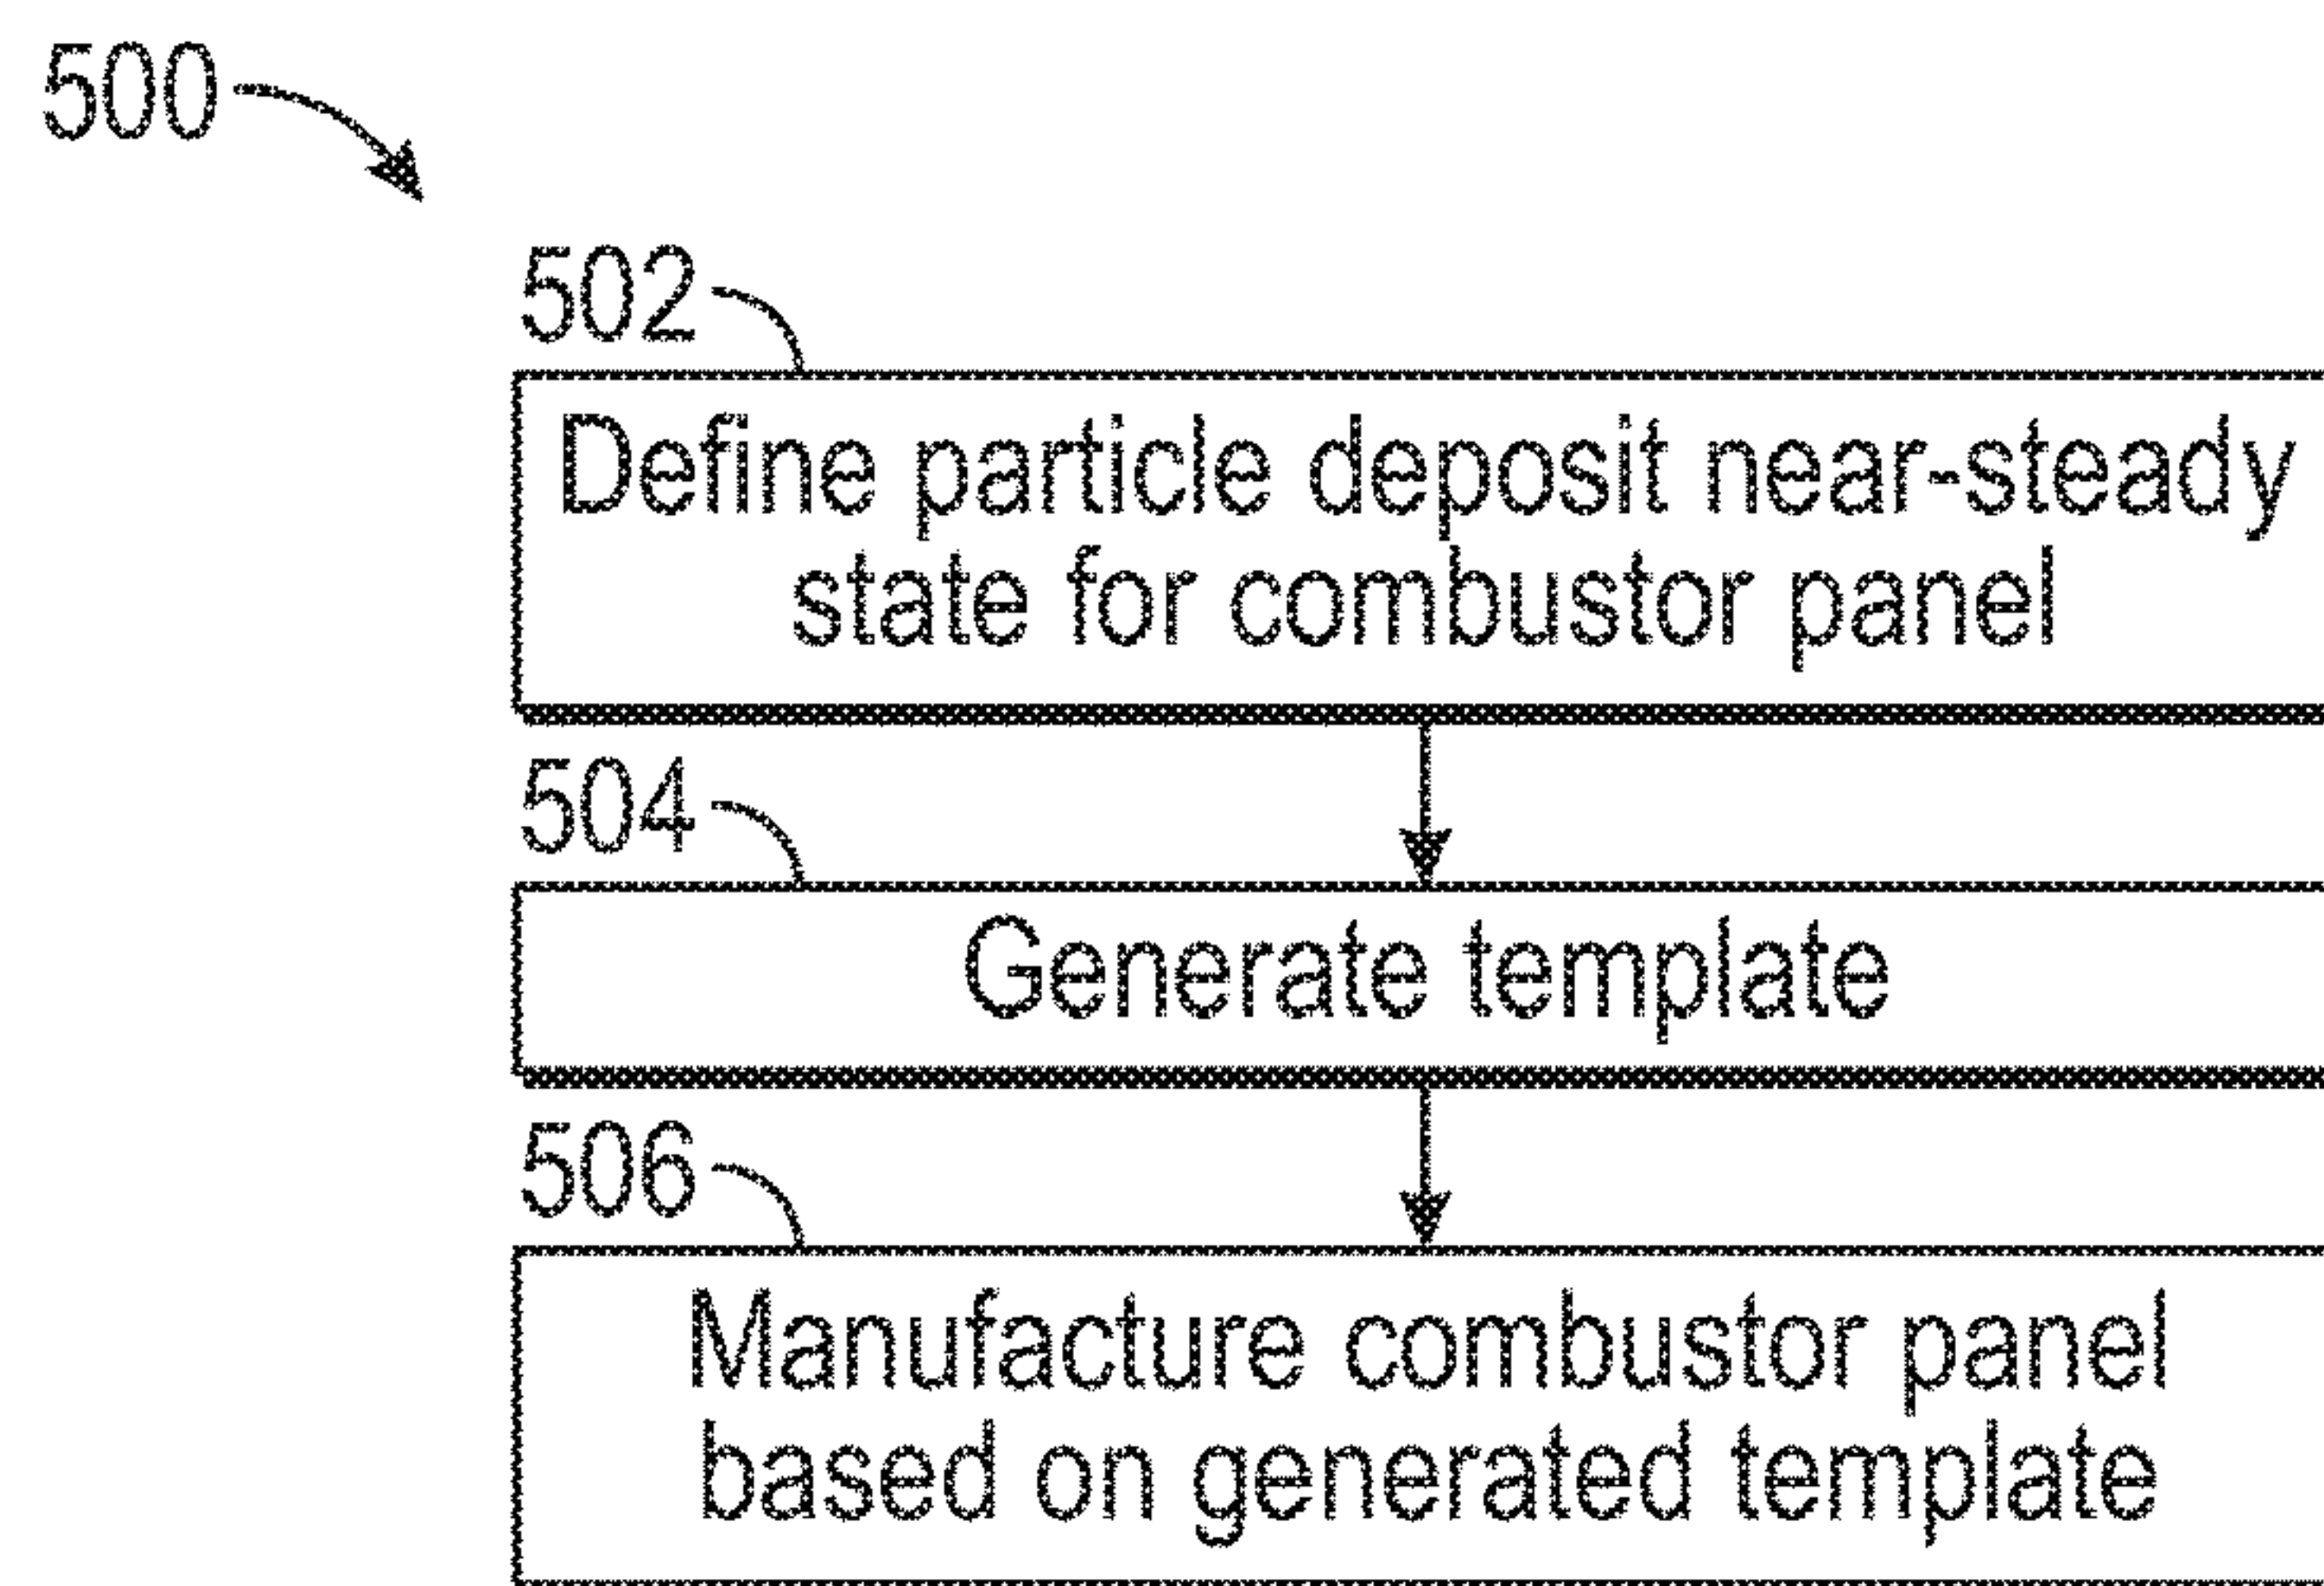 500
502
Define particle deposit near-steady
state for combustor panel
504
Generate template
506
Manufacture combustor panel
based on generated template